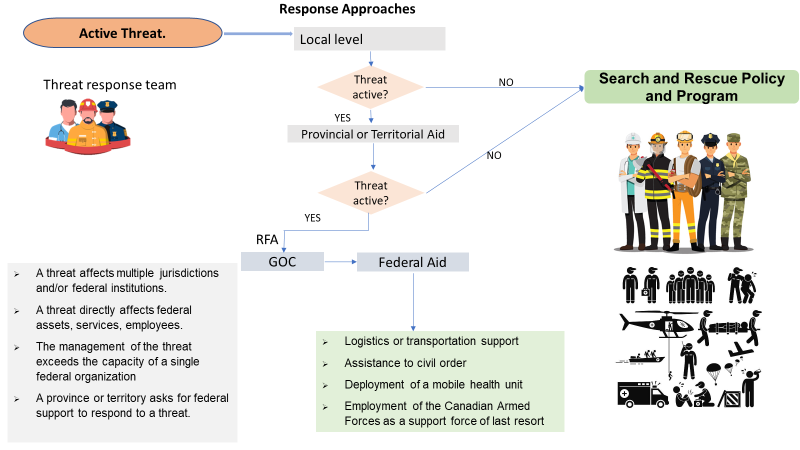 Response Approaches
Active Threat.
Local level
Threat response team
Threat
active?
NO
Search and Rescue Policy
and Program
YES
Provincial or Territorial Aid
NO
Threat
active?
YES
RFA
GOC
Federal Aid
A threat affects multiple jurisdictions
and/or federal institutions.
A threat directly affects federal
assets, services, employees.
The management of the threat
exceeds the capacity of a single
federal organization
A province or territory asks for federal
support to respond to a threat.
Logistics or transportation support
Assistance to civil order
Deployment of a mobile health unit
Employment of the Canadian Armed
Forces as a support force of last resort